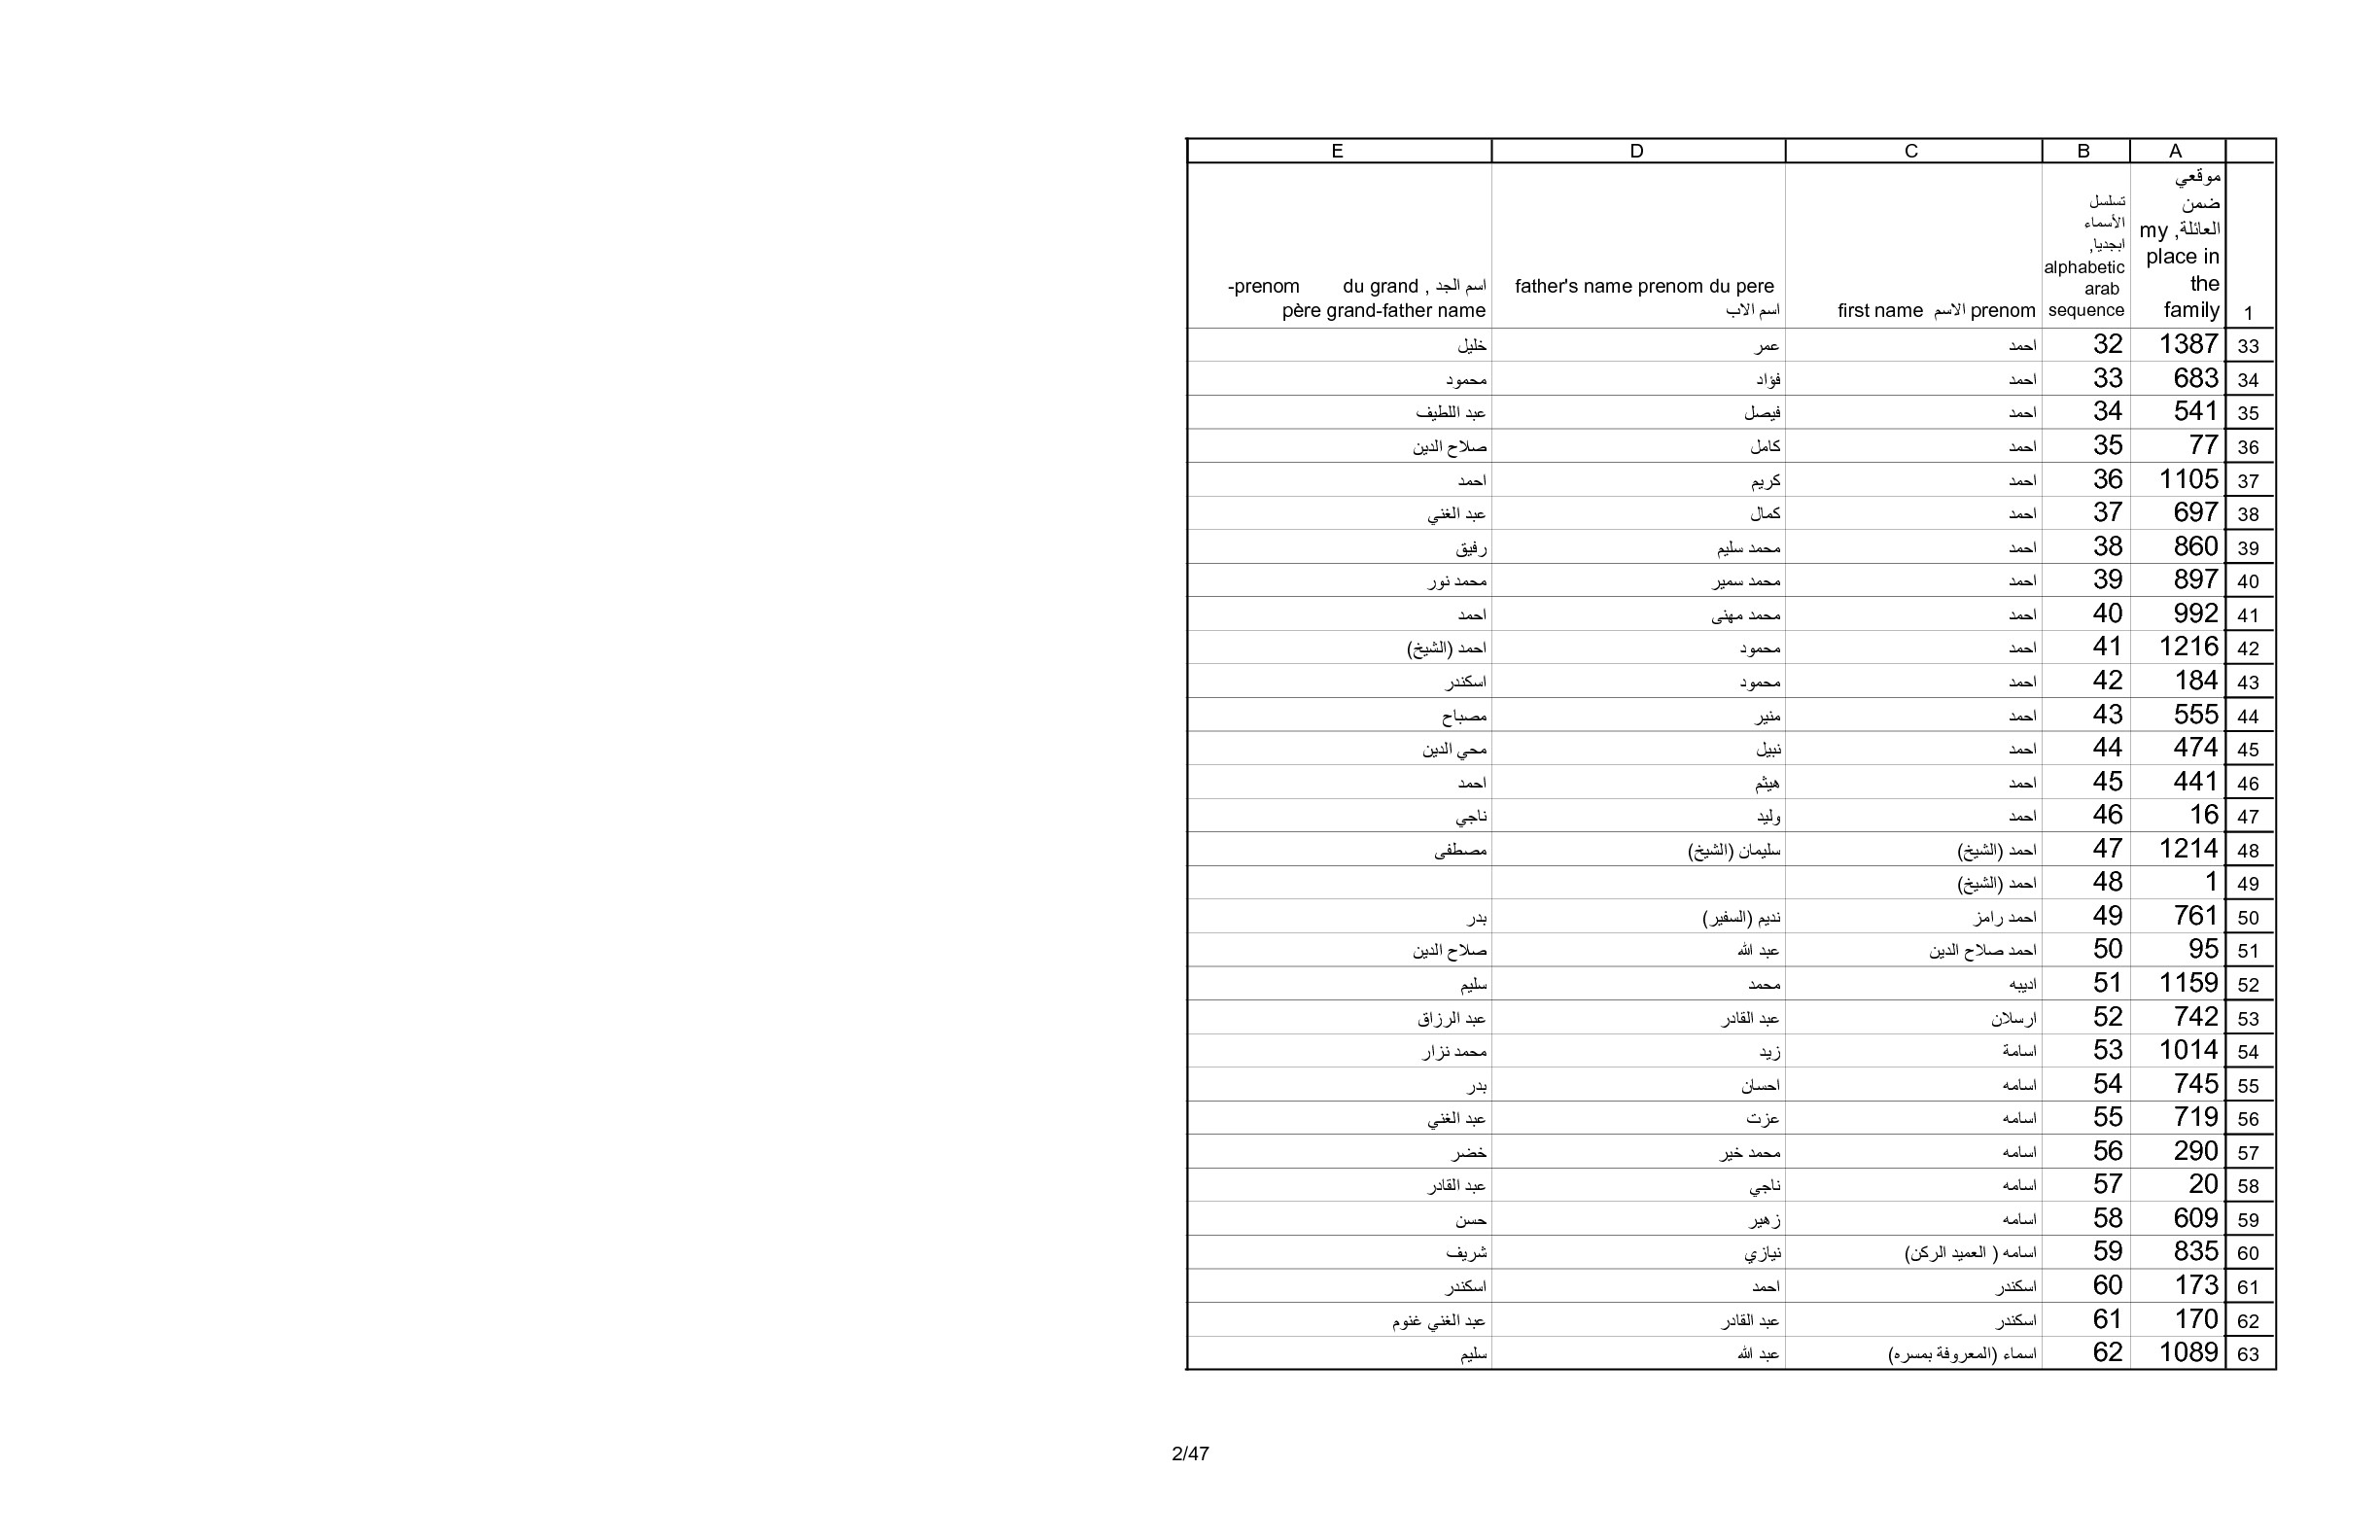 A B C D E
1 موقعي ضمن العائلة, my place in the family تسلسل الأسماء ابجديا, alphabetic arab sequence first name الاسم prenom father's name prenom du pere اسم الاب اسم الجد , du grand -prenom père grand-father name
33 1387 32 احمد عمر خليل
34 683 33 احمد فؤاد محمود
35 541 34 احمد فيصل عبد اللطيف
36 77 35 احمد كامل صلاح الدين
37 1105 36 احمد كريم احمد
38 697 37 احمد كمال عبد الغني
39 860 38 احمد محمد سليم رفيق
40 897 39 احمد محمد سمير محمد نور
41 992 40 احمد محمد مهنى احمد
42 1216 41 احمد محمود احمد (الشيخ)
43 184 42 احمد محمود اسكندر
44 555 43 احمد منير مصباح
45 474 44 احمد نبيل محي الدين
46 441 45 احمد هيثم احمد
47 16 46 احمد وليد ناجي
48 1214 47 احمد (الشيخ) سليمان (الشيخ) مصطفى
49 1 48 احمد (الشيخ)
50 761 49 احمد رامز نديم (السفير) بدر
51 95 50 احمد صلاح الدين عبد الله صلاح الدين
52 1159 51 اديبه محمد سليم
53 742 52 ارسلان عبد القادر عبد الرزاق
54 1014 53 اسامة زيد محمد نزار
55 745 54 اسامه احسان بدر
56 719 55 اسامه عزت عبد الغني
57 290 56 اسامه محمد خير خضر
58 20 57 اسامه ناجي عبد القادر
59 609 58 اسامه زهير حسن
60 835 59 اسامه ( العميد الركن) نيازي شريف
61 173 60 اسكندر احمد اسكندر
62 170 61 اسكندر عبد القادر عبد الغني غنوم
63 1089 62 اسماء (المعروفة بمسره) عبد الله سليم
2/47